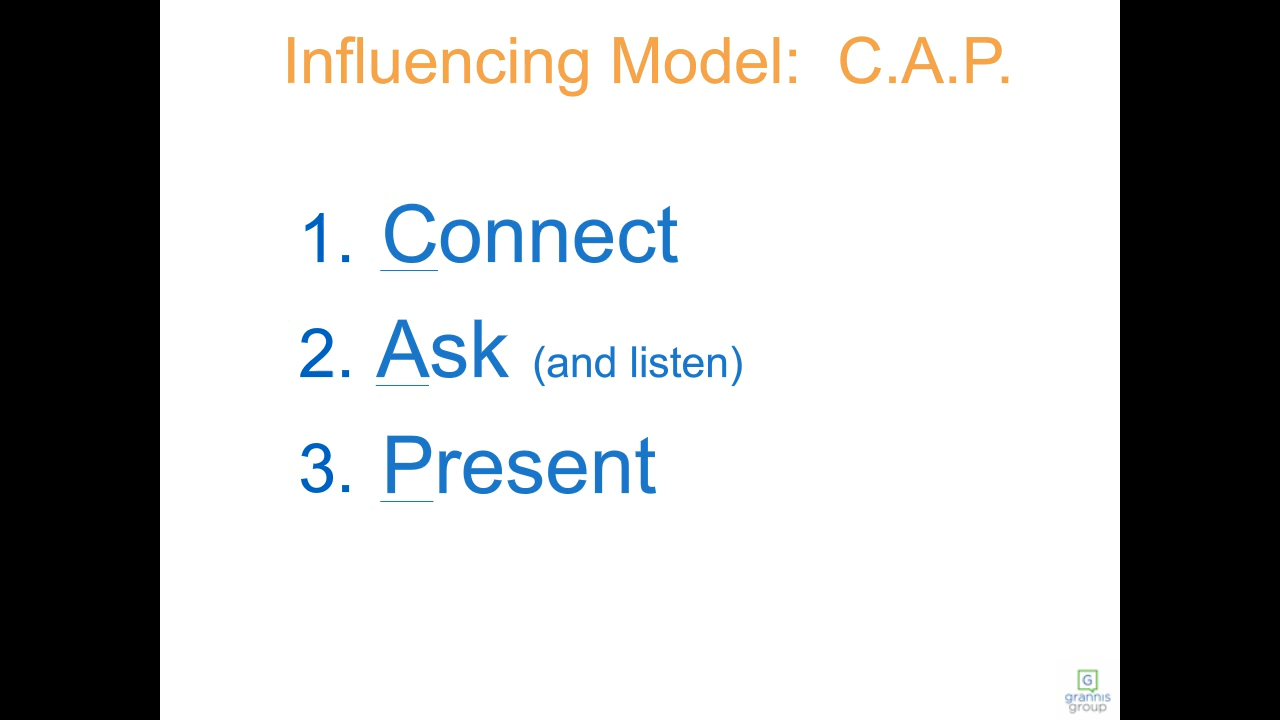 Influencing Model: C.A.P.
1. Connect
2. Ask (and listen)
3. Present
G
grannis
group